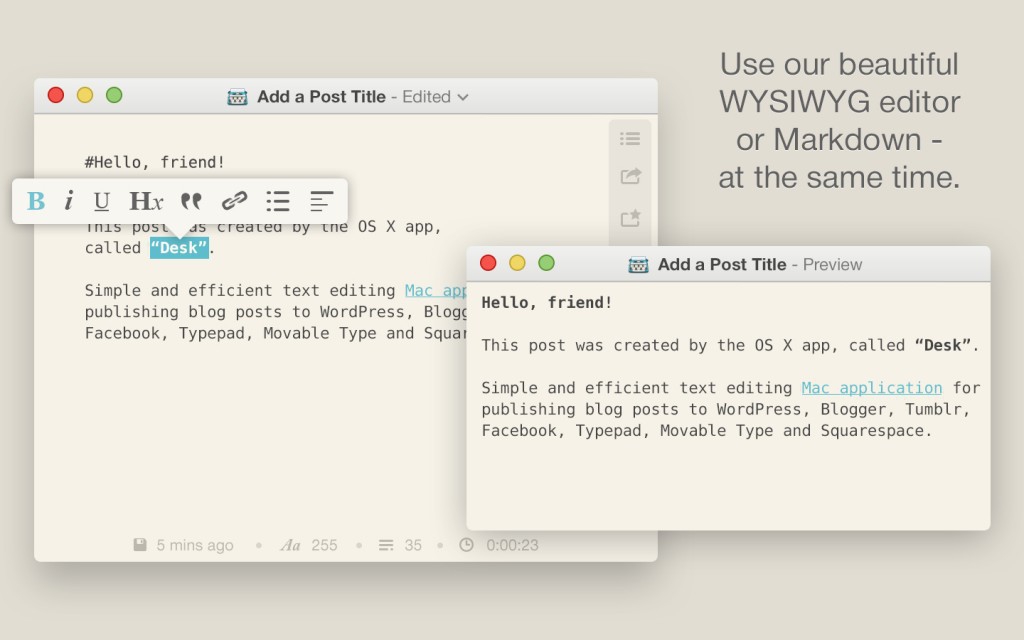 Use our beautiful
WYSIWYG editor
or Markdown -
at the same time.
Add a Post Title - Edited
#Hello, friend!
B i U Hx
This post was created by the OS X app,
called “Desk”.
Simple and efficient text editing Mac app
publishing blog posts to WordPress, Blogg
Facebook, Typepad, Movable Type and Squar
5 mins ago • Aa 255 • 35 • 0:00:23
Add a Post Title - Preview
Hello, friend!
This post was created by the OS X app, called “Desk”.
Simple and efficient text editing Mac application for
publishing blog posts to WordPress, Blogger, Tumblr,
Facebook, Typepad, Movable Type and Squarespace.